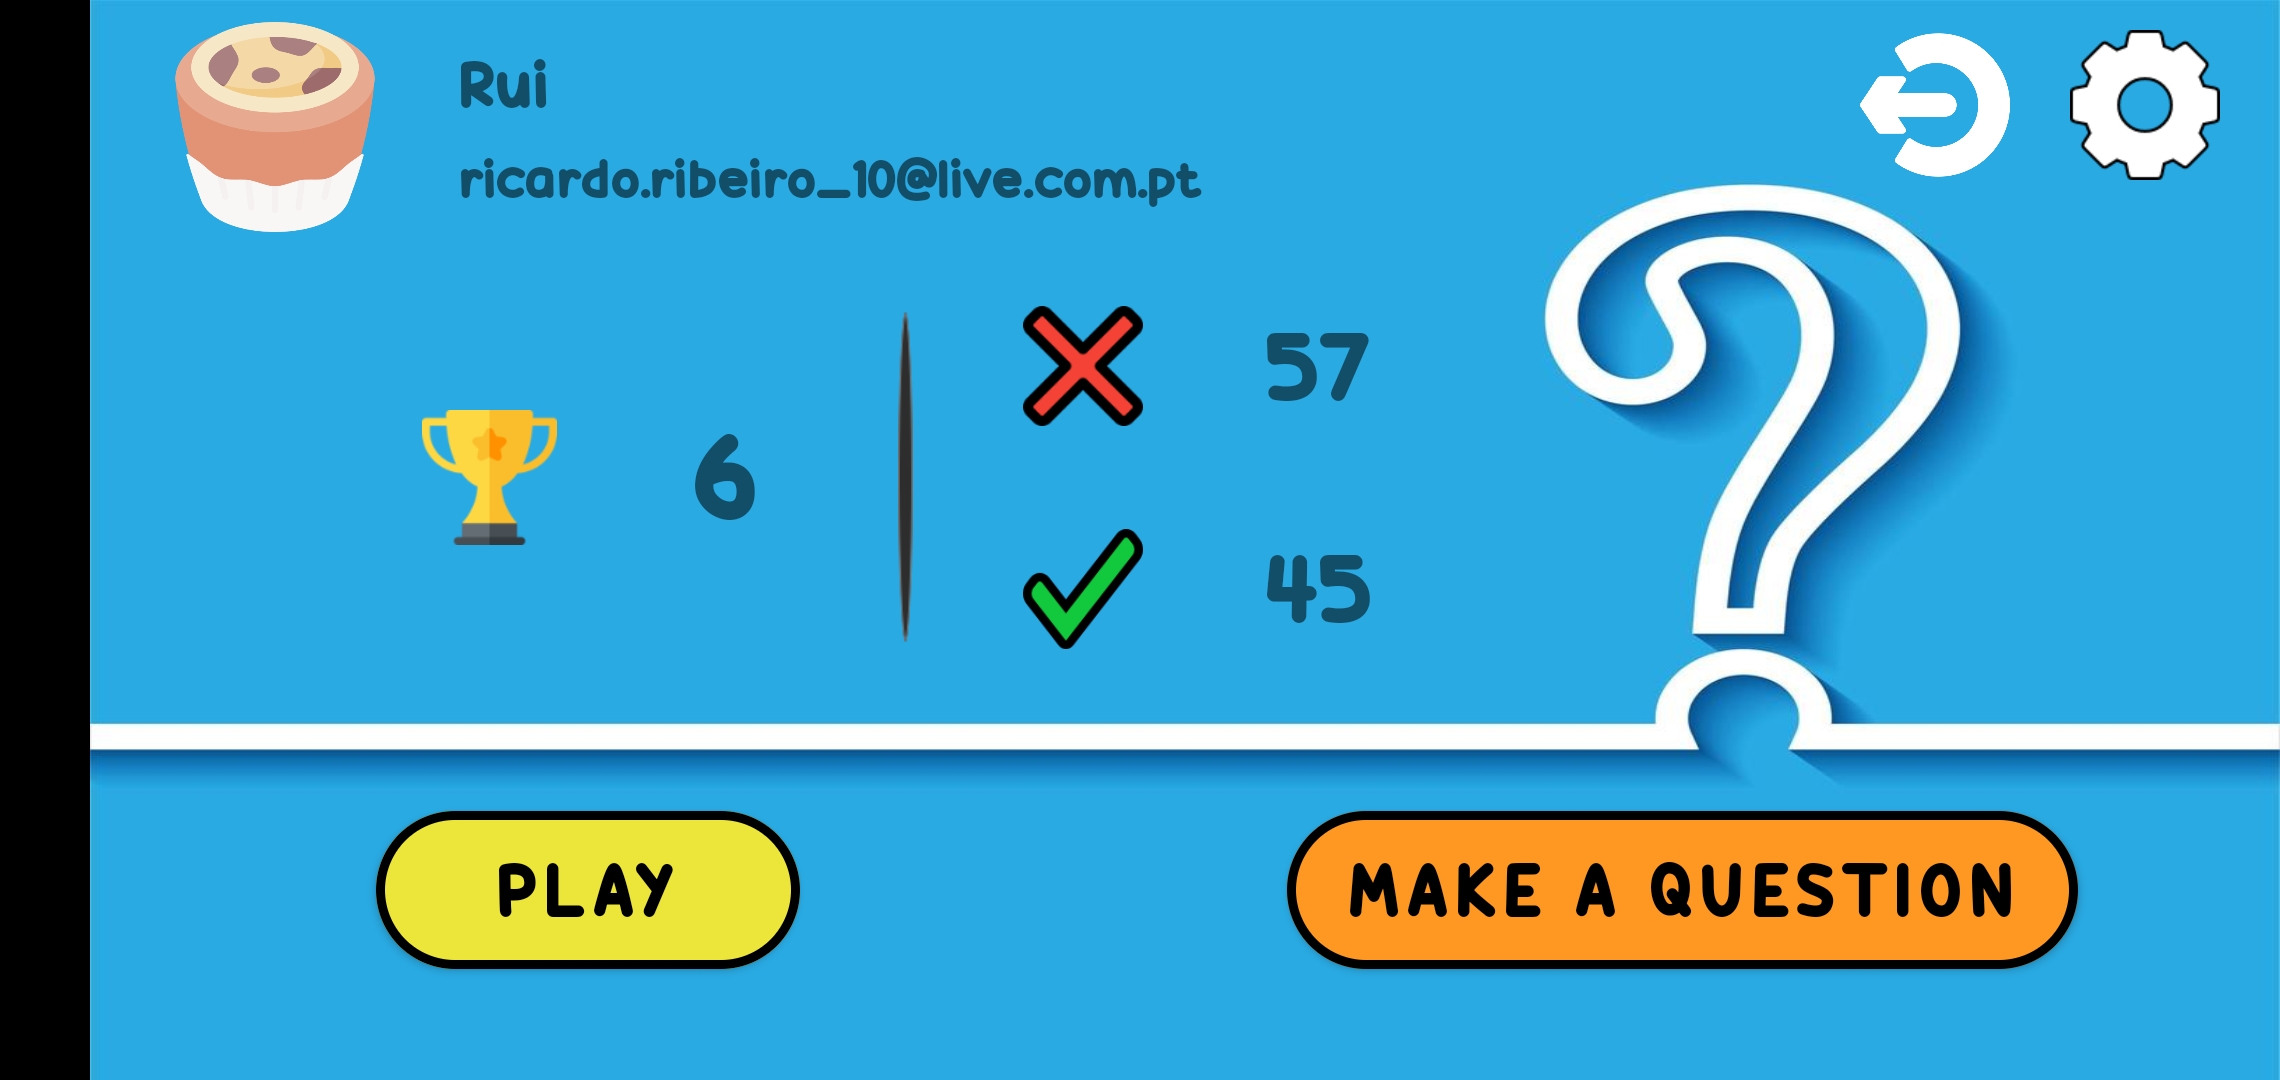 Rui
ricardo.ribeiro_10@live.com.pt
57
6
45
PLAY
MAKE A QUESTION